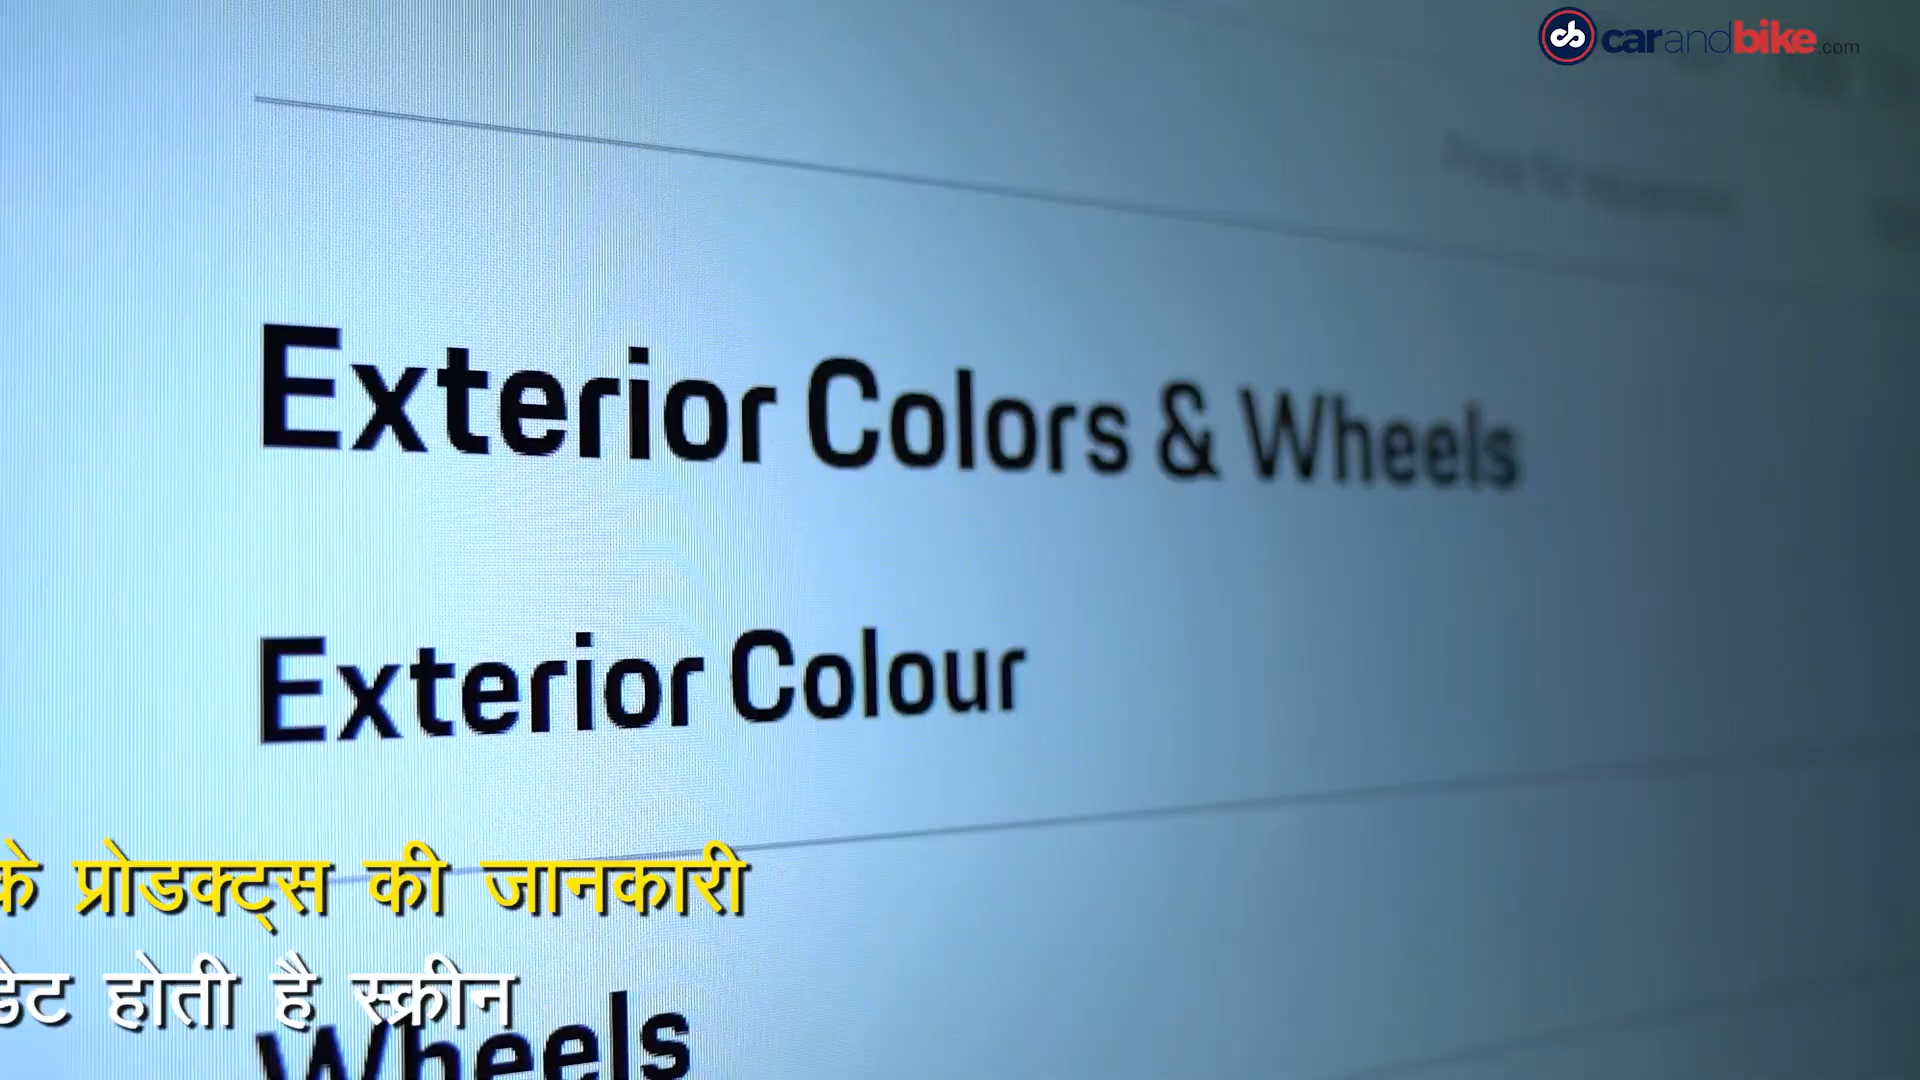 carandbike.com
Exterior Colors & Wheels
Exterior Colour
के प्रोडक्ट्स की जानकारी
डेट होती है स्क्रीन
Wheels